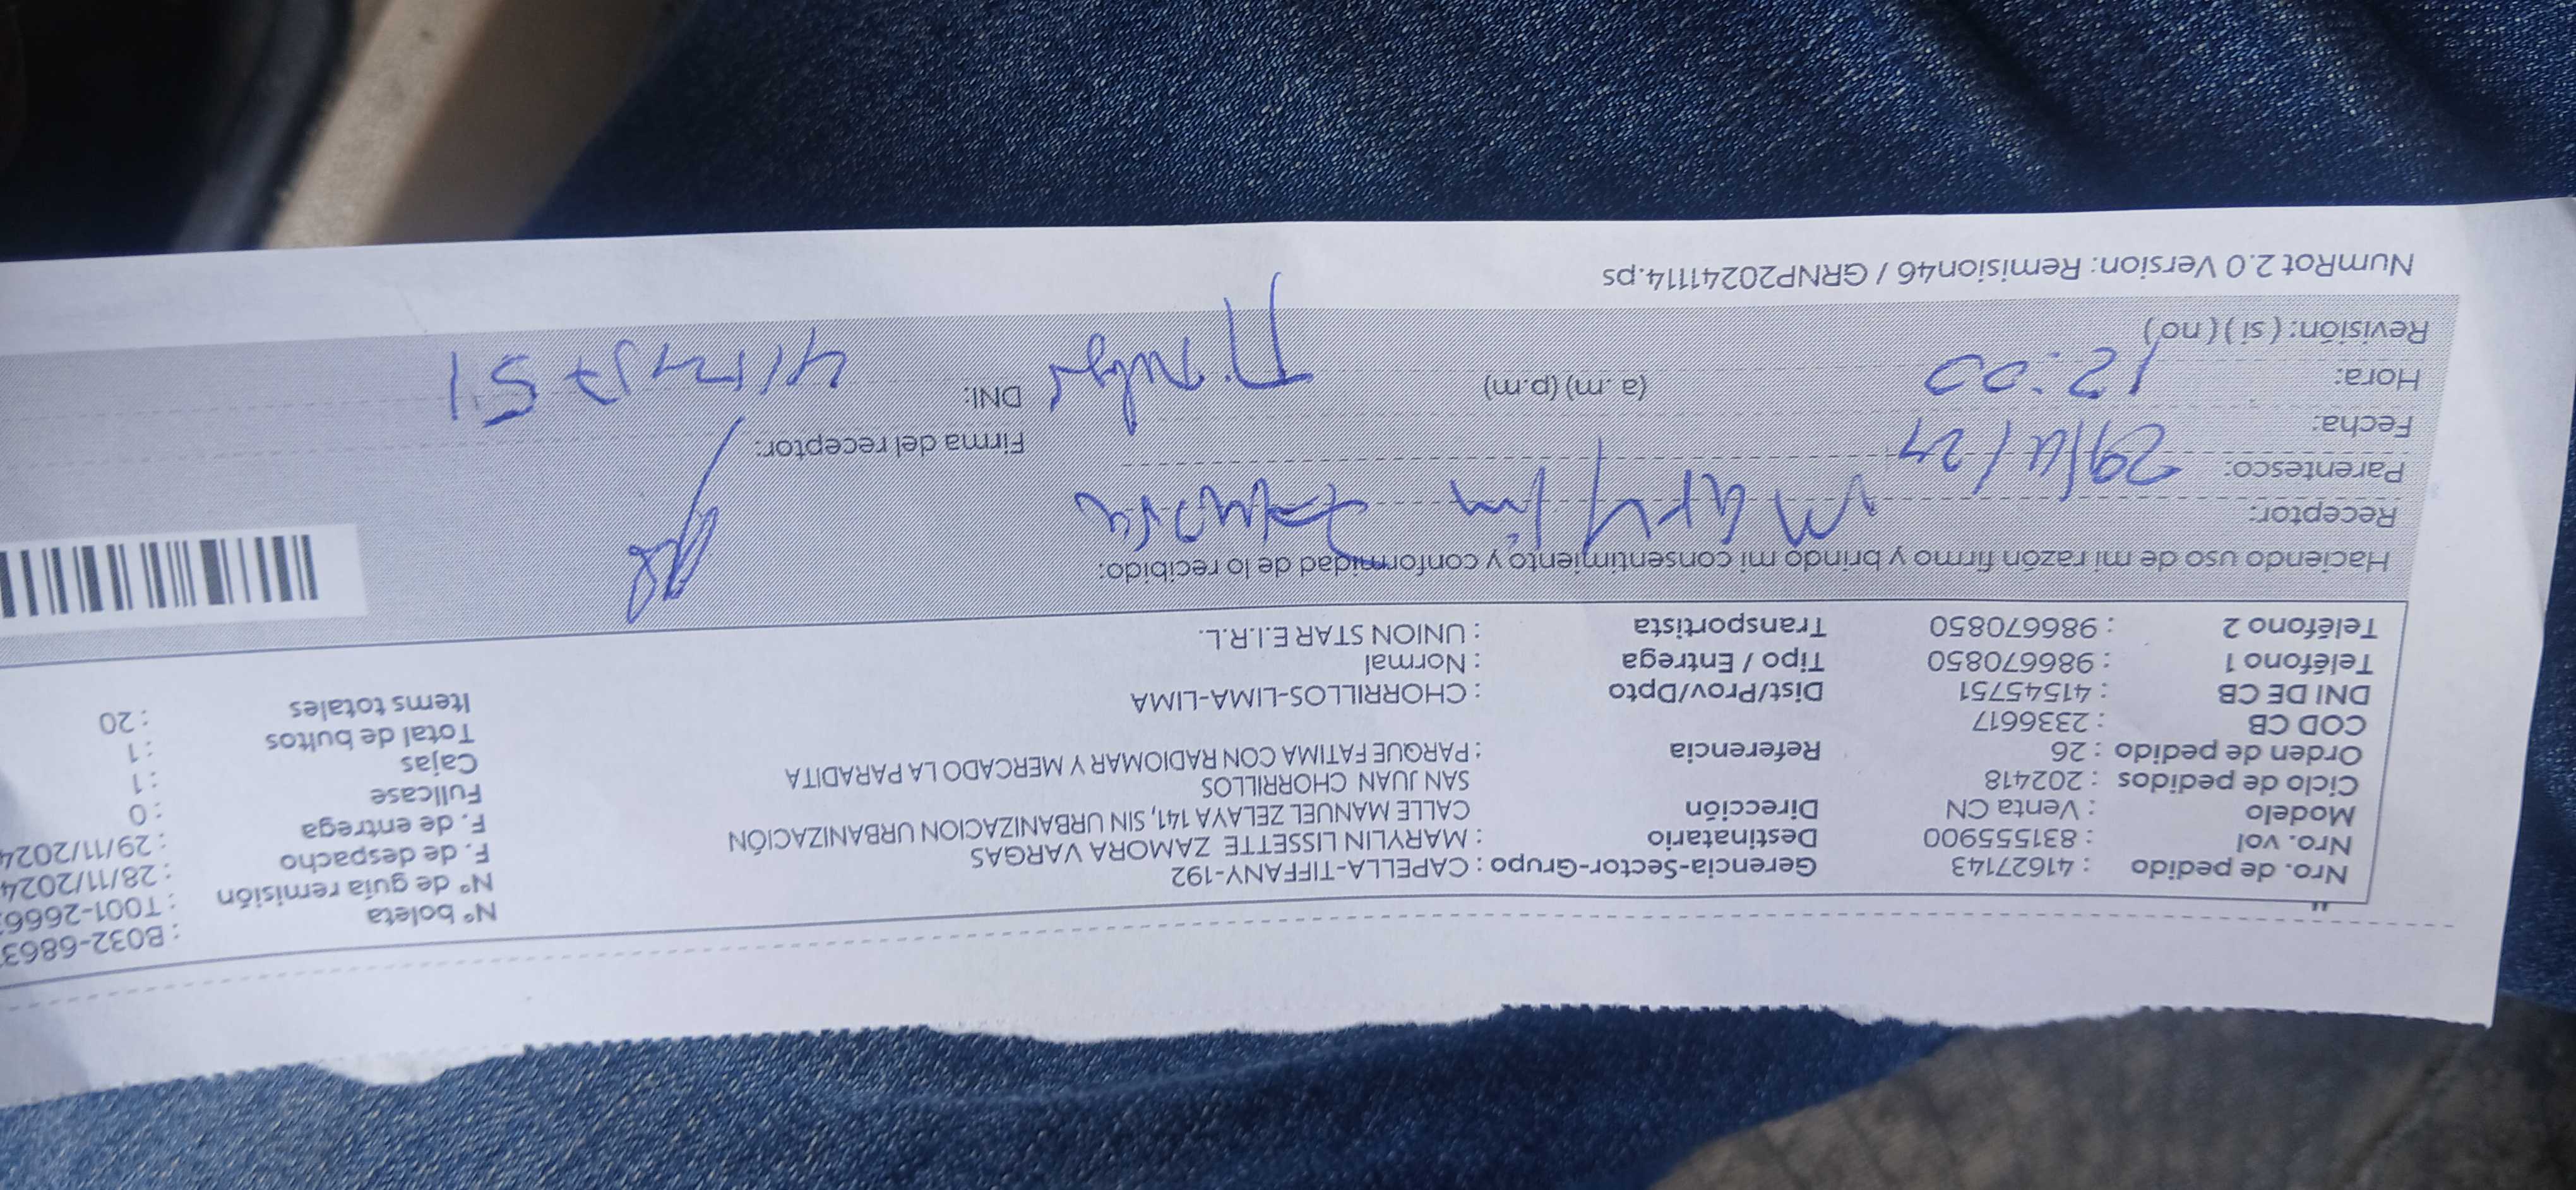 Nro. de pedido : 41627143 Gerencia-Sector-Grupo : CAPELLA-TIFFANY-192 N° boleta : B032-6863
Nro. vol : 831555900 Destinatario : MARYLIN LISSETTE ZAMORA VARGAS N° de guía remisión : T001-266
Modelo : Venta CN Dirección CALLE MANUEL ZELAYA 141, SIN URBANIZACION URBANIZACIÓN F. de despacho : 28/11/2024
Ciclo de pedidos : 202418 SAN JUAN CHORRILLOS F. de entrega : 29/11/2024
Orden de pedido : 26 Referencia : PARQUE FATIMA CON RADIOMAR Y MERCADO LA PARADITA Fullcase : 0
COD CB : 2336617 Cajas : 1
DNI DE CB : 41545751 Dist/Prov/Dpto : CHORRILLOS-LIMA-LIMA Total de bultos : 1
Teléfono 1 : 986670850 Tipo / Entrega : Normal Items totales : 20
Teléfono 2 : 986670850 Transportista : UNION STAR E.I.R.L.
Haciendo uso de mi razón firmo y brindo mi consentimiento y conformidad de lo recibido:
Receptor: Marylin Zamora
Parentesco: Firma del receptor:
Fecha: 29/11/24
Hora: 12:00 (a. m) (p.m) DNI: 41545751
Revisión: ( si ) ( no )
NumRot 2.0 Version: Remision46 / GRNP20241114.ps